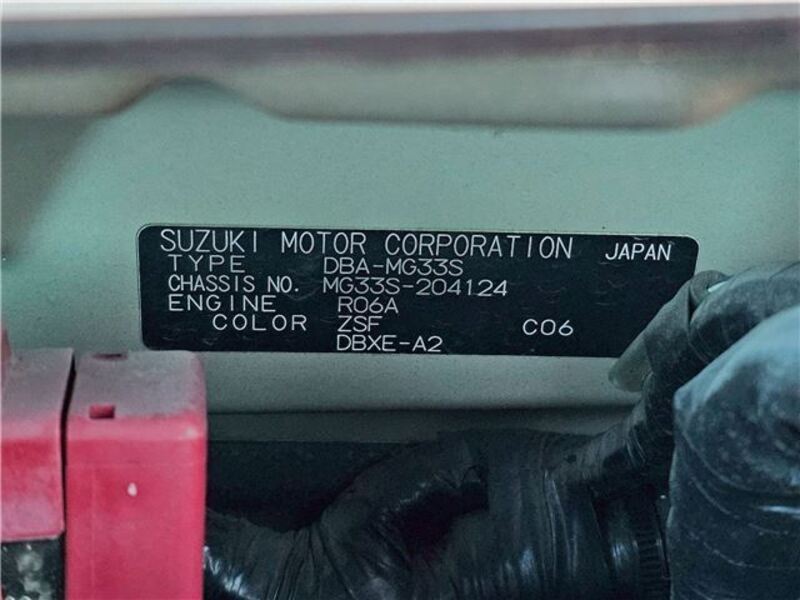 SUZUKI MOTOR CORPORATION JAPAN
TYPE DBA-MG33S
CHASSIS NO. MG33S-204124
ENGINE R06A
COLOR ZSF C06
DBXE-A2